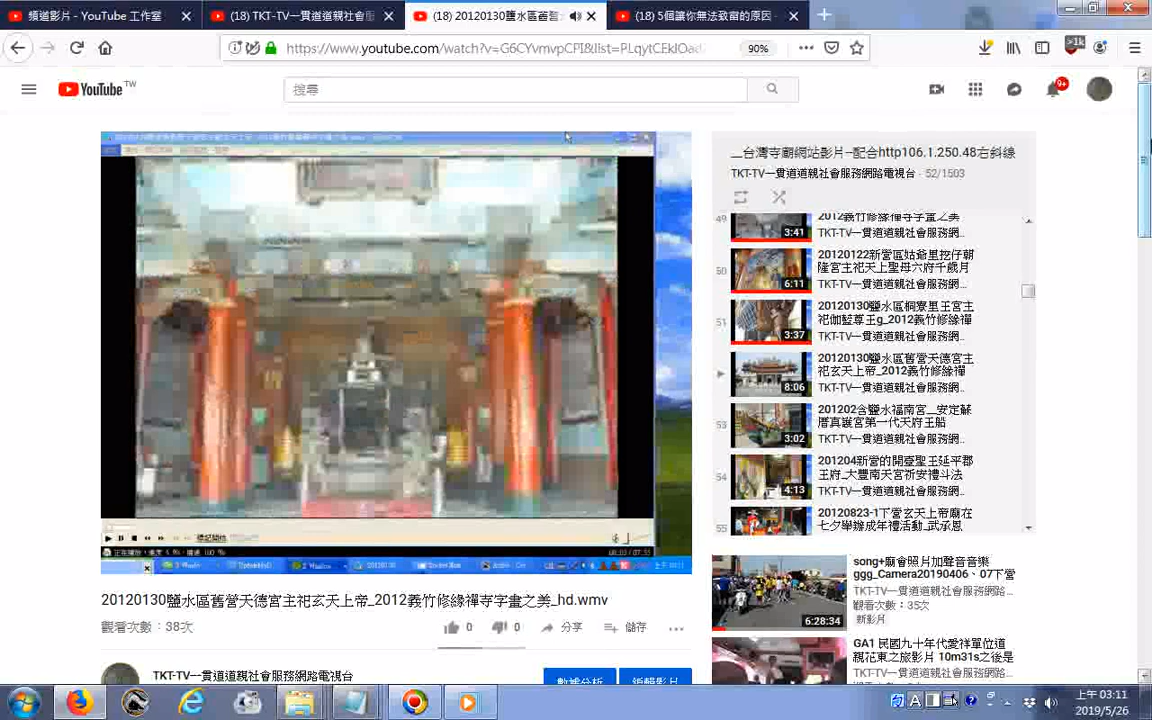 頻道影片 - YouTube 工作室
(18) TKT-TV一貫道道親社會
(18) 20120130鹽水區舊營
(18) 5個讓你無法致富的原因
https://www.youtube.com/watch?v=G6CYvmvpCPI&list=PLqytCEkIOad
90%
>1k
YouTube TW
搜尋
9+
二台灣寺廟網站影片--配合http106.1.250.48右斜線
TKT-TV一貫道道親社會服務網路電視台 - 52/1503
49
2012義竹修緣禪寺字畫之美
TKT-TV一貫道道親社會服務網..
3:41
50
20120122新營區姑爺里挖仔朝
隆宮主祀天上聖母六府千歲月
TKT-TV一貫道道親社會服務網..
6:11
51
20120130鹽水區桐寮里王宮主
祀伽藍尊王g_2012義竹修緣禪
TKT-TV一貫道道親社會服務網..
3:37
20120130鹽水區舊營天德宮主
祀玄天上帝_2012義竹修緣禪
TKT-TV一貫道道親社會服務網..
8:06
53
201202含鹽水福南宮__安定蘇
厝真護宮第一代天府王船
TKT-TV一貫道道親社會服務網..
3:02
54
201204新營的開臺聖王延平郡
王府_大豐南天宮祈安禮斗法
TKT-TV一貫道道親社會服務網..
4:13
55
20120823-1下營玄天上帝廟在
七夕舉辦成年禮活動_武承恩
song+廟會照片加聲音音樂
ggg_Camera20190406、07下營
TKT-TV一貫道道親社會服務網路...
觀看次數：35次
新影片
6:28:34
GA1 民國九十年代愛祥單位道
親花東之旅影片 10m31s之後是
TKT-TV一貫道道親社會服務網路...
20120130鹽水區舊營天德宮主祀玄天上帝_2012義竹修緣禪寺字畫之美_hd.wmv
觀看次數：38次
0
0
分享
儲存
TKT-TV一貫道道親社會服務網路電視台
數據分析
編輯影片
上午 03:11
2019/5/26